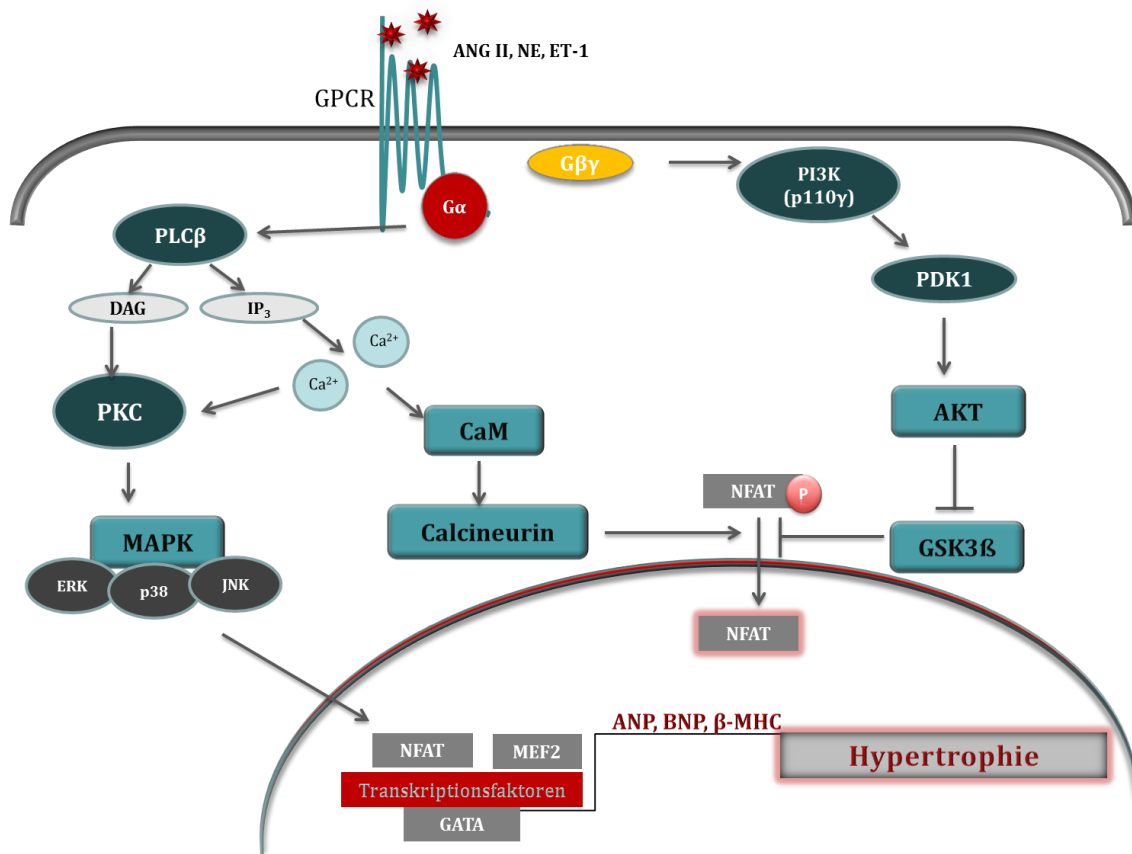 ANG II, NE, ET-1
GPCR
Gβγ
PI3K
(p110γ)
Gα
PLCβ
PDK1
DAG
IP₃
Ca²⁺
Ca²⁺
PKC
CaM
AKT
NFAT
P
Calcineurin
GSK3ß
MAPK
ERK
p38
JNK
NFAT
ANP, BNP, β-MHC
NFAT
MEF2
Hypertrophie
Transkriptionsfaktoren
GATA